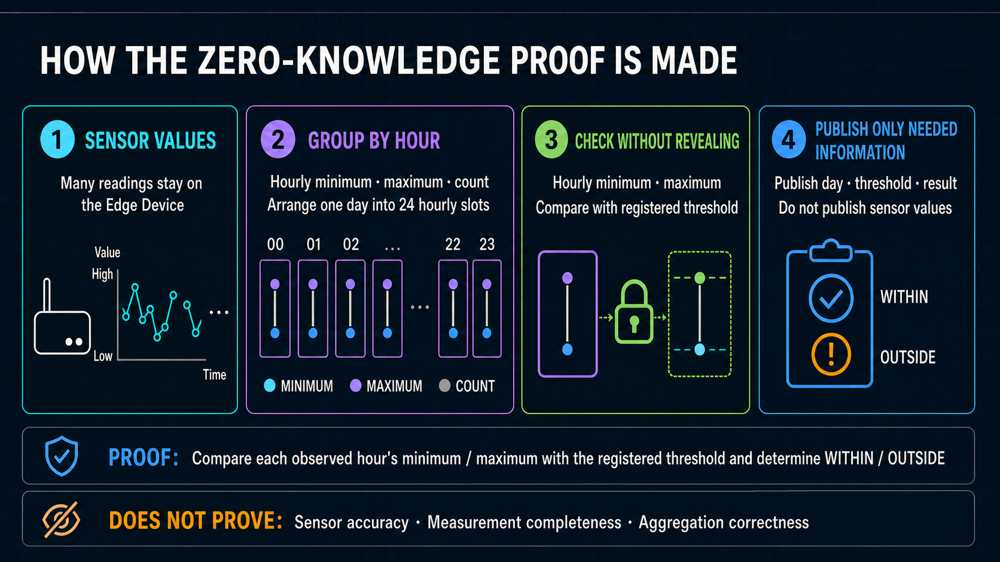 HOW THE ZERO-KNOWLEDGE PROOF IS MADE
1 SENSOR VALUES
Many readings stay on
the Edge Device
Value
High
...
Low
Time
2 GROUP BY HOUR
Hourly minimum • maximum • count
Arrange one day into 24 hourly slots
00 01 02 ... 22 23
...
MINIMUM MAXIMUM COUNT
3 CHECK WITHOUT REVEALING
Hourly minimum • maximum
Compare with registered threshold
4 PUBLISH ONLY NEEDED
INFORMATION
Publish day • threshold • result
Do not publish sensor values
WITHIN
!
OUTSIDE
PROOF: Compare each observed hour's minimum / maximum with the registered threshold and determine WITHIN / OUTSIDE
DOES NOT PROVE: Sensor accuracy • Measurement completeness • Aggregation correctness